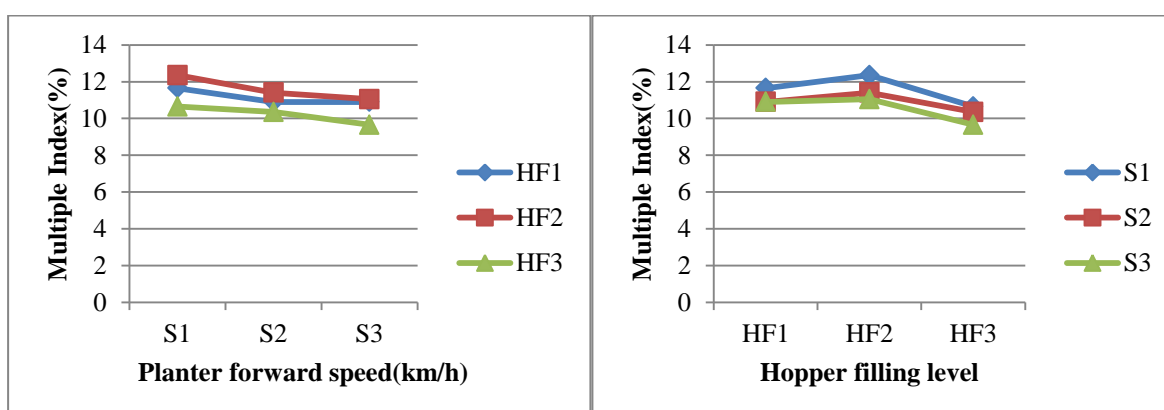 Multiple Index(%)
14
12
10
8
6
4
2
0
S1 S2 S3
Planter forward speed(km/h)
HF1
HF2
HF3
Multiple Index(%)
14
12
10
8
6
4
2
0
HF1 HF2 HF3
Hopper filling level
S1
S2
S3